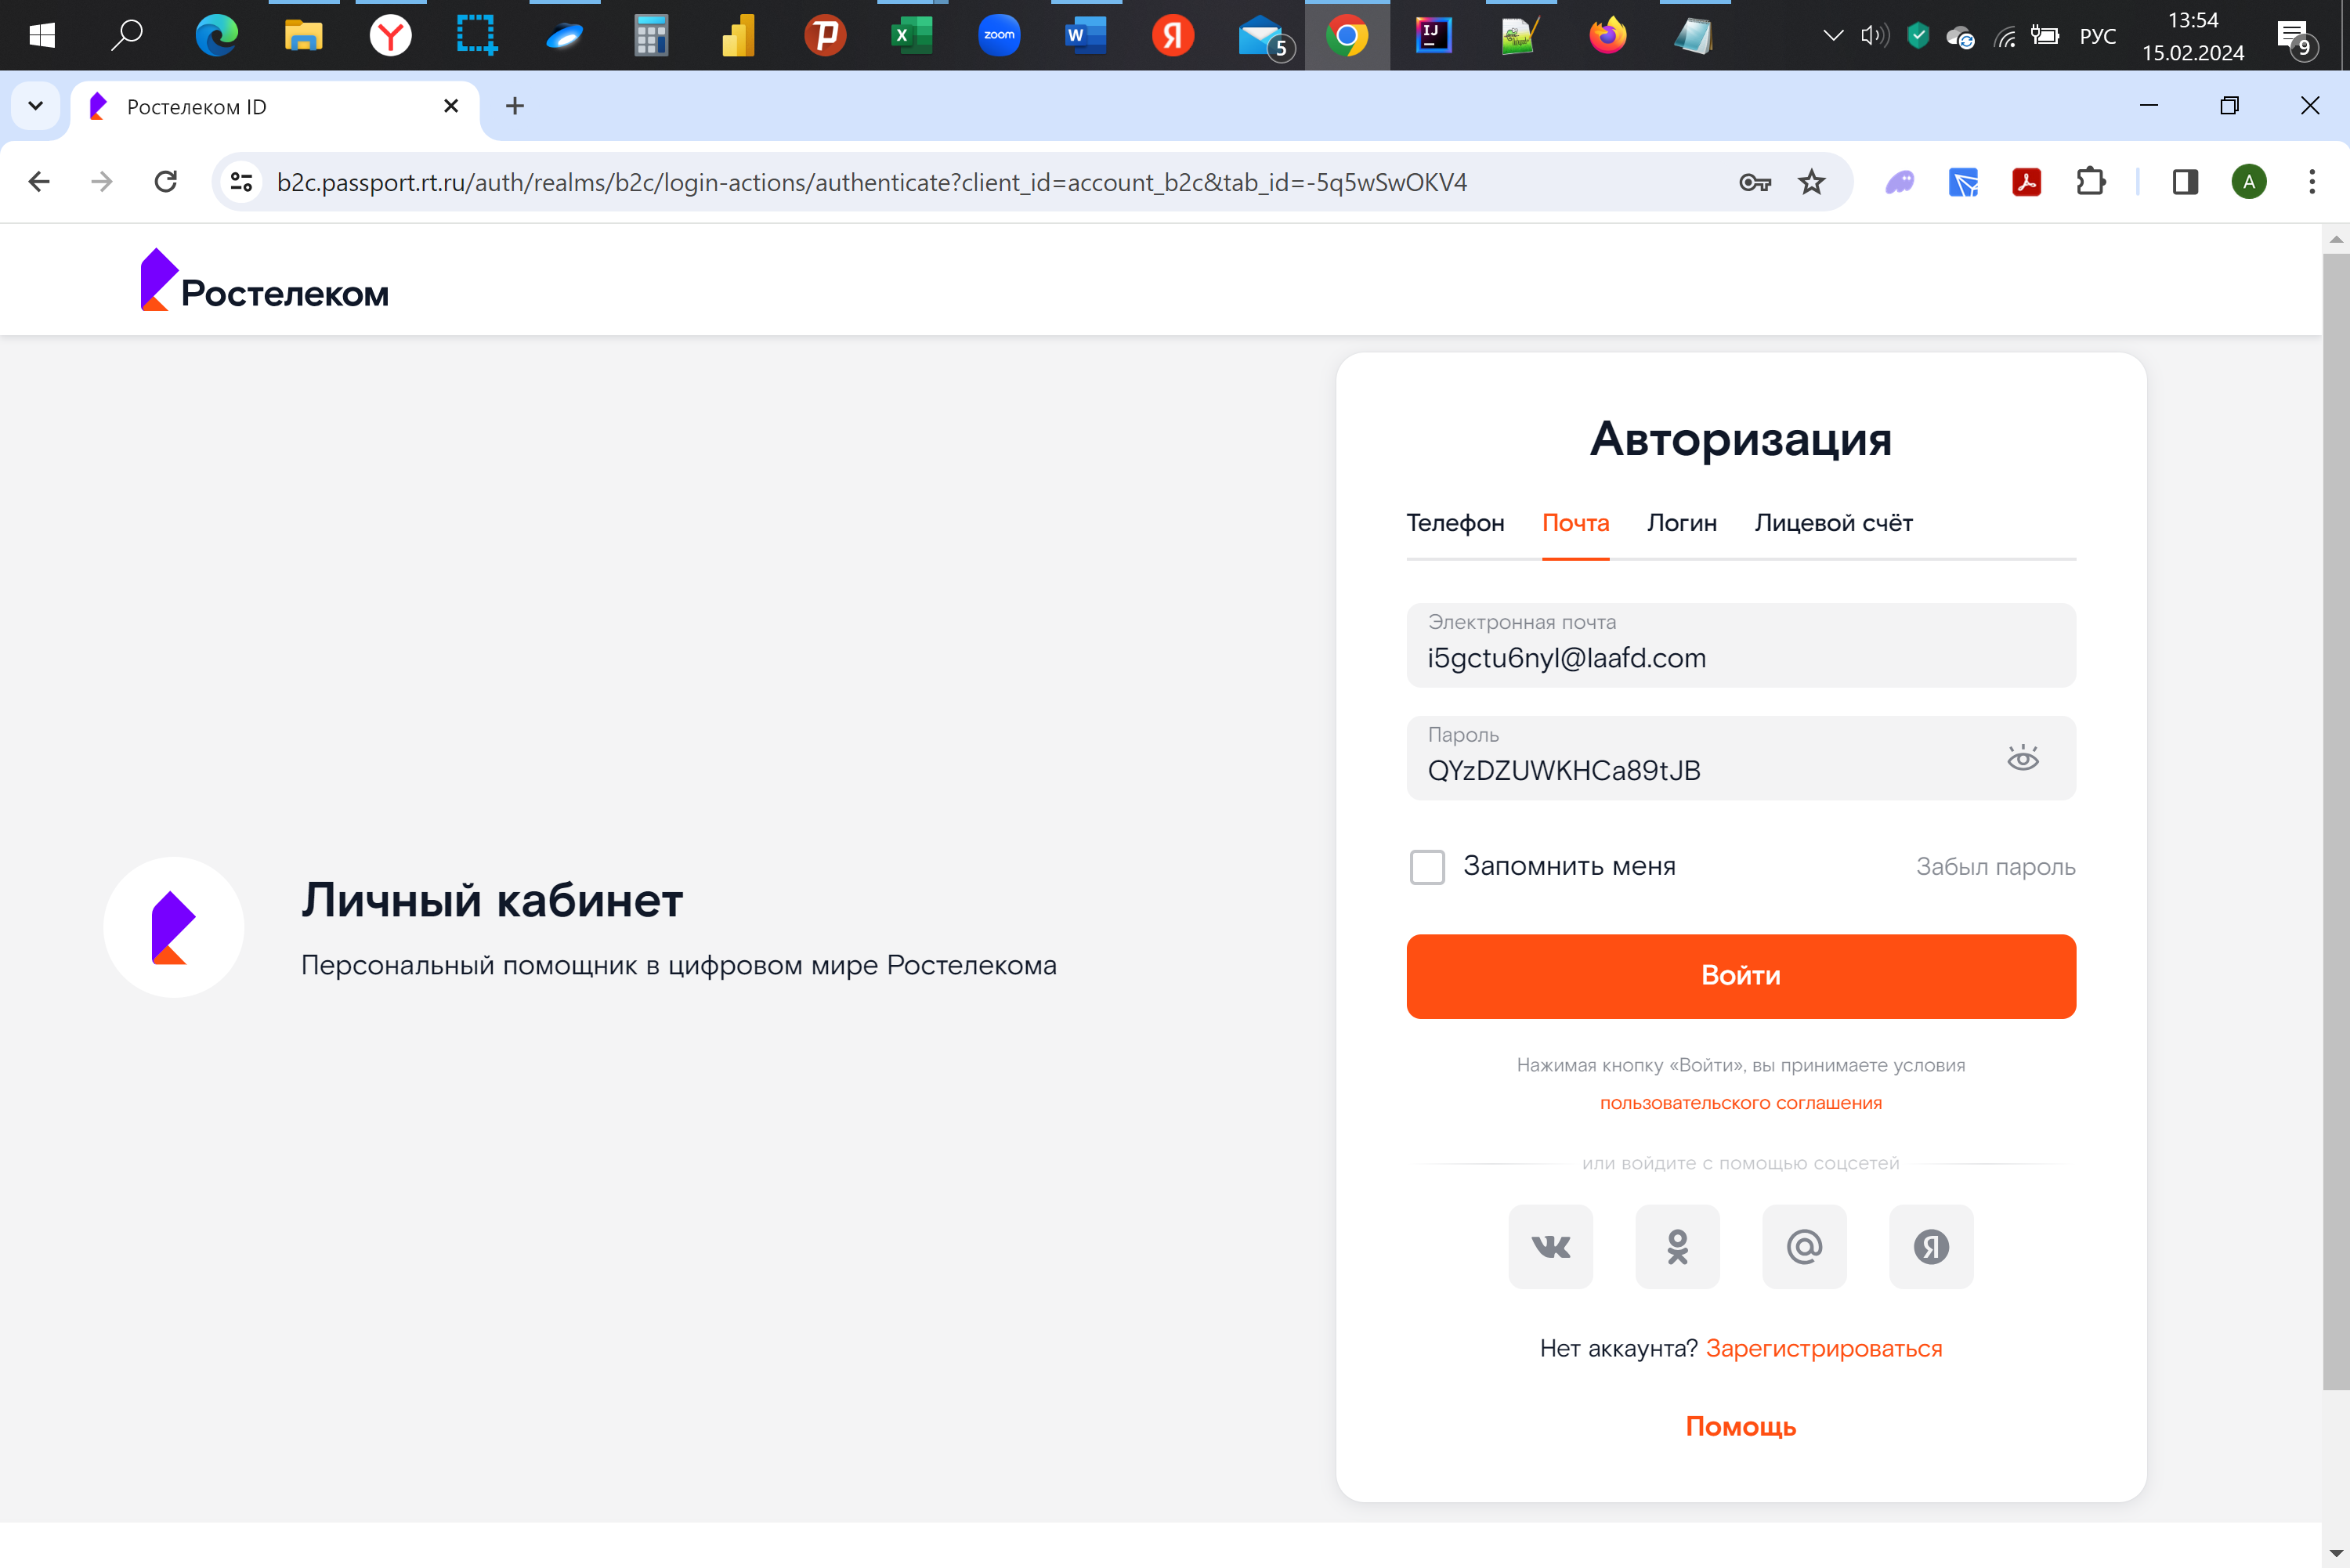 zoom
5
РУС
13:54
15.02.2024
9
Ростелеком ID
b2c.passport.rt.ru/auth/realms/b2c/login-actions/authenticate?client_id=account_b2c&tab_id=-5q5wSwOKV4
A
Ростелеком
Авторизация
Телефон Почта Логин Лицевой счёт
Электронная почта
i5gctu6nyl@laafd.com
Пароль
QYzDZUWKHCa89tJB
Запомнить меня Забыл пароль
Личный кабинет
Персональный помощник в цифровом мире Ростелекома
Войти
Нажимая кнопку «Войти», вы принимаете условия
пользовательского соглашения
или войдите с помощью соцсетей
Нет аккаунта? Зарегистрироваться
Помощь